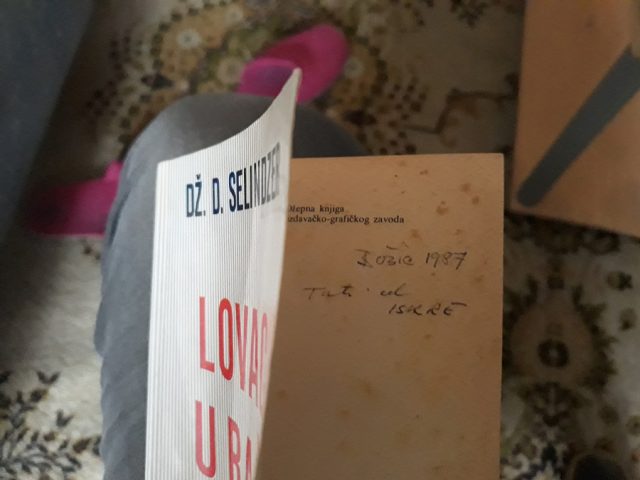 DŽ. D. SELINDŽER
LOVAC
U RA
Džepna knjiga
izdavačko-grafičkog zavoda
Božić 1987
Tati od
ISKRE